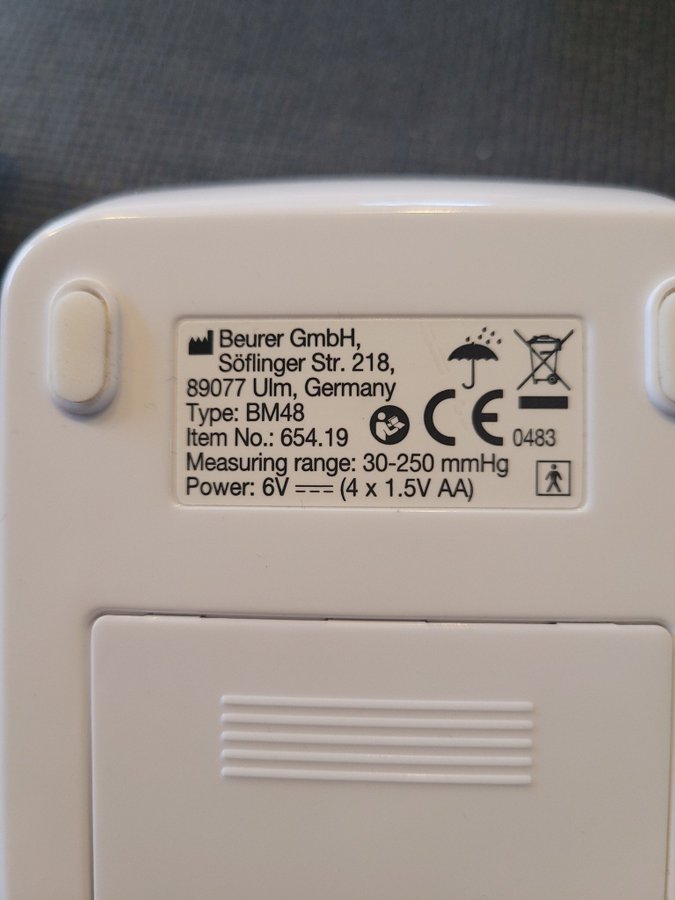 Beurer GmbH,
Söflinger Str. 218,
89077 Ulm, Germany
Type: BM48
Item No.: 654.19
CE 0483
Measuring range: 30-250 mmHg
Power: 6V (4 x 1.5V AA)